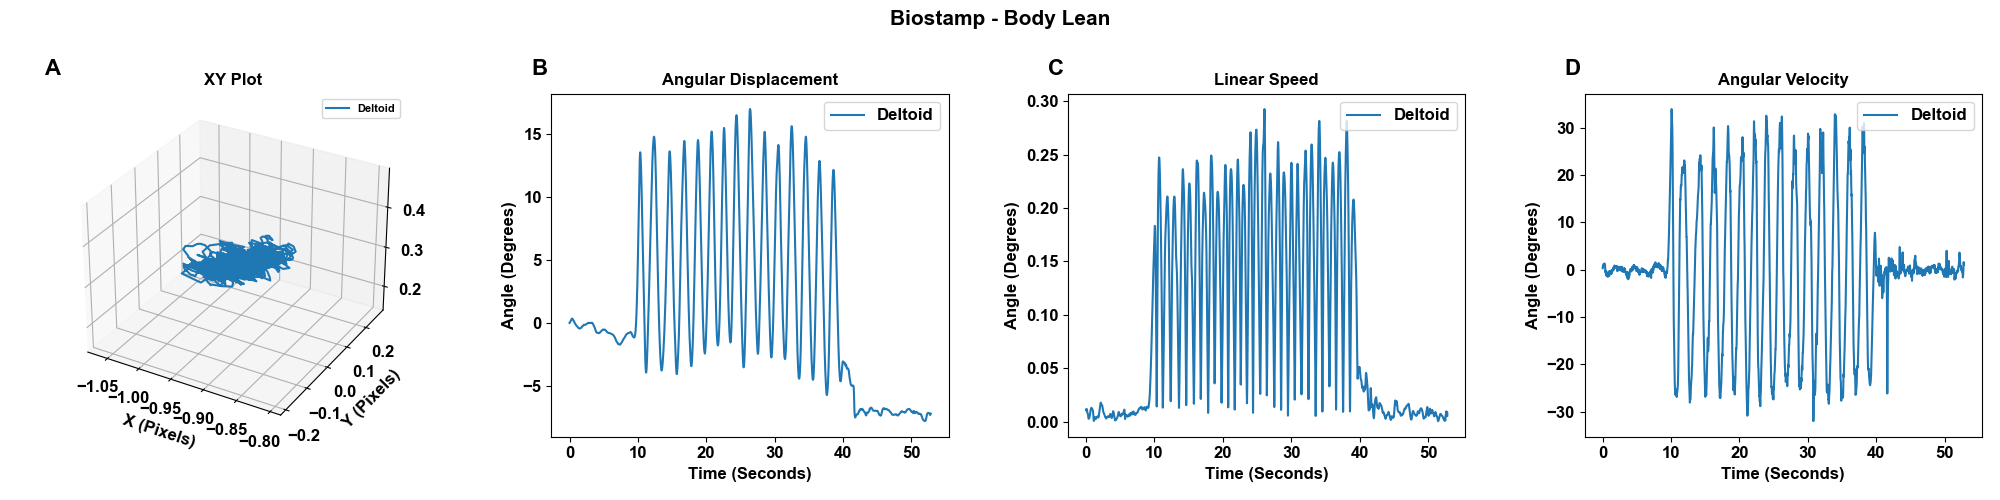 Biostamp - Body Lean
A
XY Plot
Deltoid
0.4
0.3
0.2
−1.05
−1.00
−0.95
−0.90
−0.85
−0.80
X (Pixels)
−0.2
−0.1
0.0
0.1
0.2
Y (Pixels)
B
Angular Displacement
Deltoid
Angle (Degrees)
15
10
5
0
−5
0 10 20 30 40 50
Time (Seconds)
C
Linear Speed
Deltoid
Angle (Degrees)
0.30
0.25
0.20
0.15
0.10
0.05
0.00
0 10 20 30 40 50
Time (Seconds)
D
Angular Velocity
Deltoid
Angle (Degrees)
30
20
10
0
−10
−20
−30
0 10 20 30 40 50
Time (Seconds)